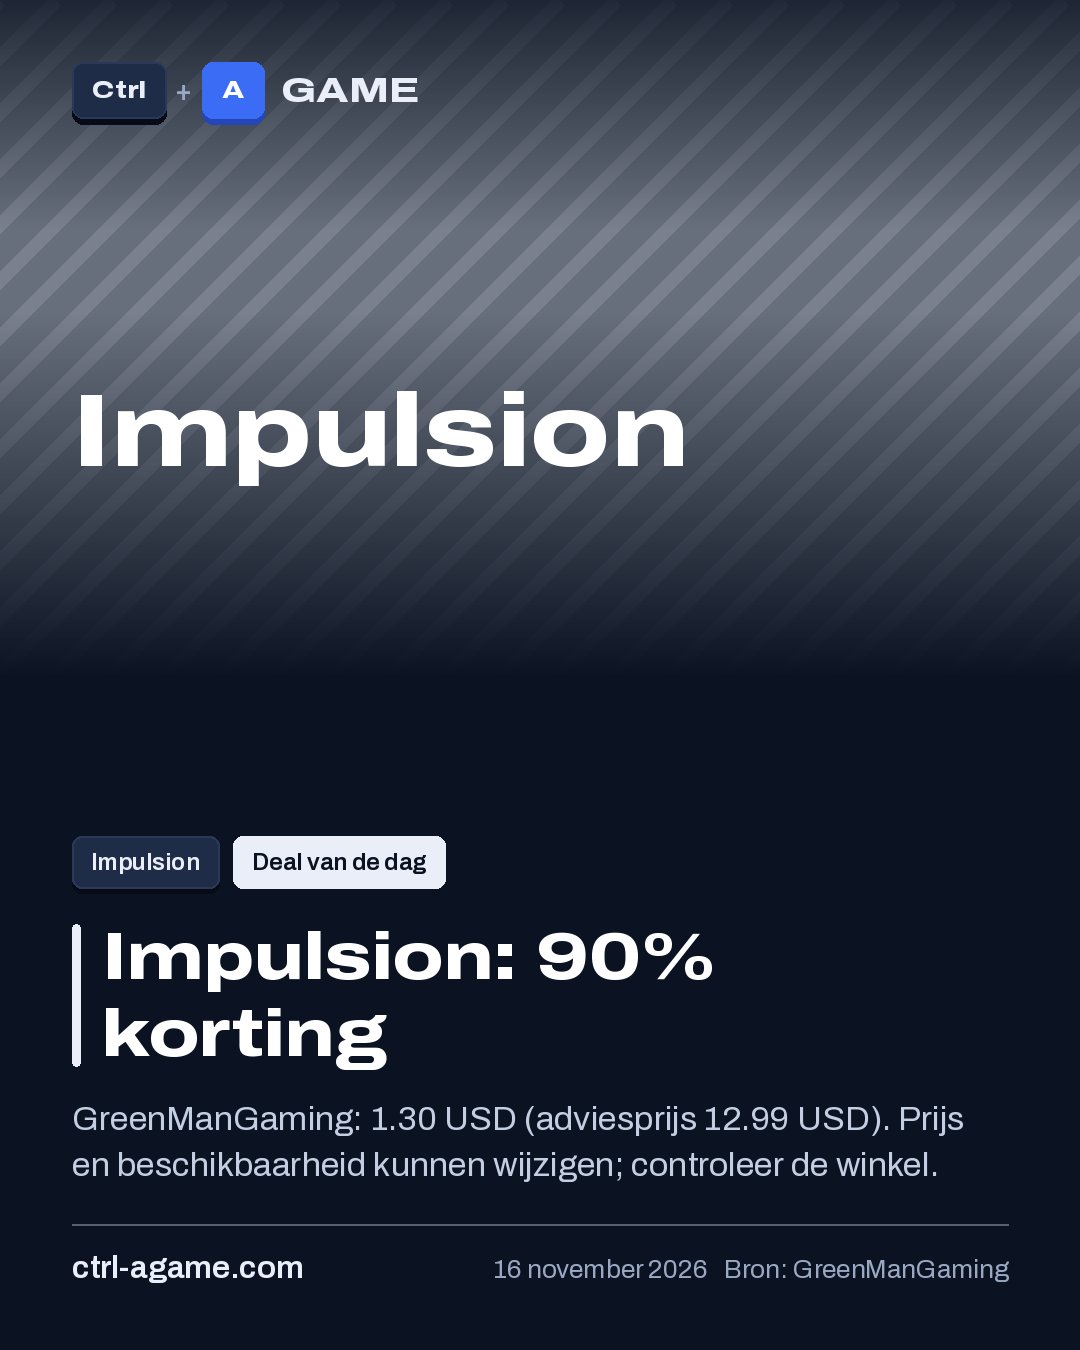 Ctrl + A GAME
Impulsion
Impulsion Deal van de dag
Impulsion: 90%
korting
GreenManGaming: 1.30 USD (adviesprijs 12.99 USD). Prijs
en beschikbaarheid kunnen wijzigen; controleer de winkel.
ctrl-agame.com 16 november 2026 Bron: GreenManGaming